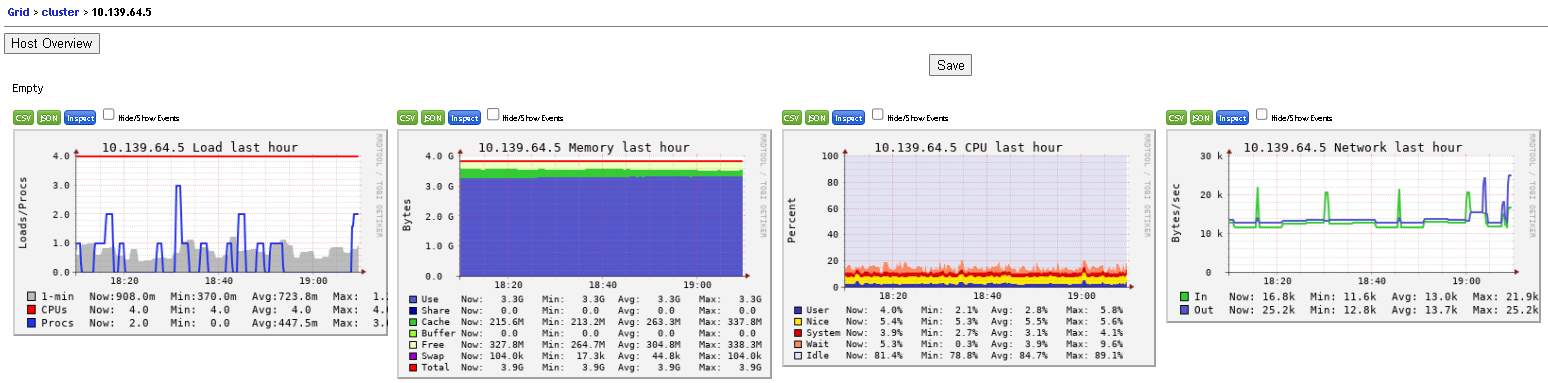 Grid > cluster > 10.139.64.5
Host Overview
Save
Empty
CSV JSON Inspect Hide/Show Events
10.139.64.5 Load last hour
RRDTOOL / TOBI OETIKER
Loads/Procs
4.0
3.0
2.0
1.0
0.0
18:20 18:40 19:00
1-min Now:908.0m Min:370.0m Avg:723.8m Max: 1.
CPUs Now: 4.0 Min: 4.0 Avg: 4.0 Max: 4.
Procs Now: 2.0 Min: 0.0 Avg:447.5m Max: 3.
CSV JSON Inspect Hide/Show Events
10.139.64.5 Memory last hour
RRDTOOL / TOBI OETIKER
Bytes
4.0 G
3.0 G
2.0 G
1.0 G
0.0
18:20 18:40 19:00
Use Now: 3.3G Min: 3.3G Avg: 3.3G Max: 3.3G
Share Now: 0.0 Min: 0.0 Avg: 0.0 Max: 0.0
Cache Now: 215.6M Min: 213.2M Avg: 263.3M Max: 337.8M
Buffer Now: 0.0 Min: 0.0 Avg: 0.0 Max: 0.0
Free Now: 327.8M Min: 264.7M Avg: 304.8M Max: 338.3M
Swap Now: 104.0k Min: 17.3k Avg: 44.8k Max: 104.0k
Total Now: 3.9G Min: 3.9G Avg: 3.9G Max: 3.9G
CSV JSON Inspect Hide/Show Events
10.139.64.5 CPU last hour
RRDTOOL / TOBI OETIKER
Percent
100
80
60
40
20
0
18:20 18:40 19:00
User Now: 4.0% Min: 2.1% Avg: 2.8% Max: 5.8%
Nice Now: 5.4% Min: 5.3% Avg: 5.5% Max: 5.6%
System Now: 3.9% Min: 2.7% Avg: 3.1% Max: 4.1%
Wait Now: 5.3% Min: 0.3% Avg: 3.9% Max: 9.6%
Idle Now: 81.4% Min: 78.8% Avg: 84.7% Max: 89.1%
CSV JSON Inspect Hide/Show Events
10.139.64.5 Network last hour
RRDTOOL / TOBI OETIKER
Bytes/sec
30 k
20 k
10 k
0
18:20 18:40 19:00
In Now: 16.8k Min: 11.6k Avg: 13.0k Max: 21.9k
Out Now: 25.2k Min: 12.8k Avg: 13.7k Max: 25.2k